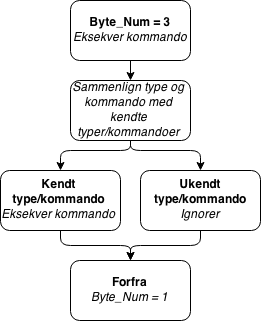 Byte_Num = 3
Eksekver kommando
Sammenlign type og
kommando med
kendte
typer/kommandoer
Kendt
type/kommando
Eksekver kommando
Ukendt
type/kommando
Ignorer
Forfra
Byte_Num = 1